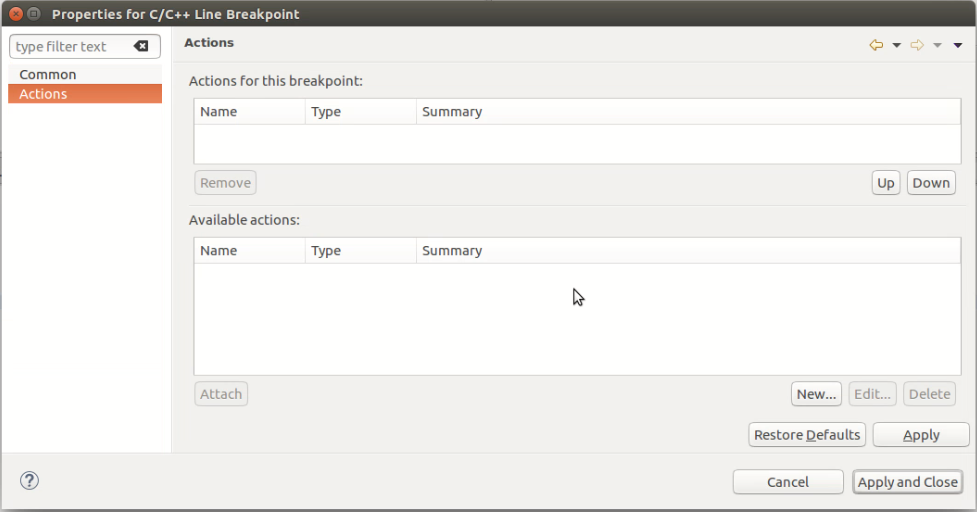 Properties for C/C++ Line Breakpoint
type filter text
Common
Actions
Actions
Actions for this breakpoint:
Name Type Summary
Remove Up Down
Available actions:
Name Type Summary
Attach New... Edit... Delete
Restore Defaults Apply
? Cancel Apply and Close